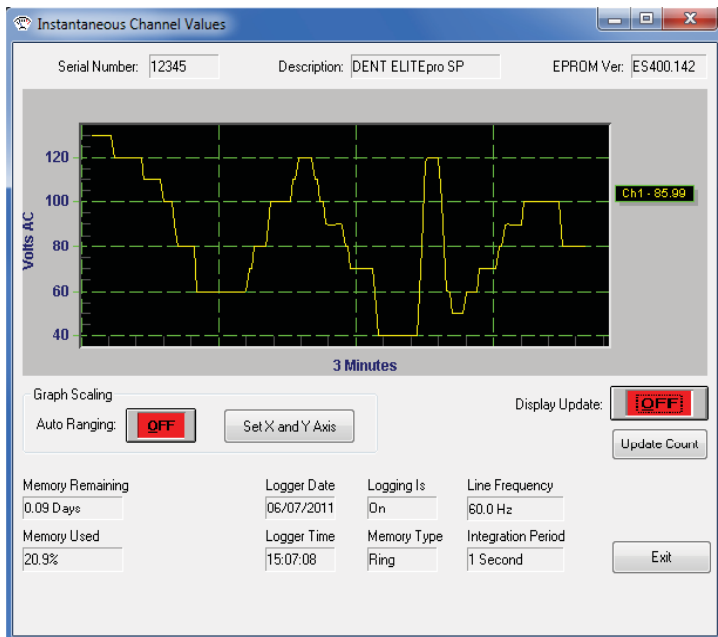 Instantaneous Channel Values
Serial Number: 12345 Description: DENT ELITEpro SP EPROM Ver: ES400.142
120
100
80
60
40
Volts AC
Ch1 - 85.99
3 Minutes
Graph Scaling
Auto Ranging: OFF Set X and Y Axis
Display Update: OFF
Update Count
Memory Remaining Logger Date Logging Is Line Frequency
0.09 Days 06/07/2011 On 60.0 Hz
Memory Used Logger Time Memory Type Integration Period
20.9% 15:07:08 Ring 1 Second
Exit